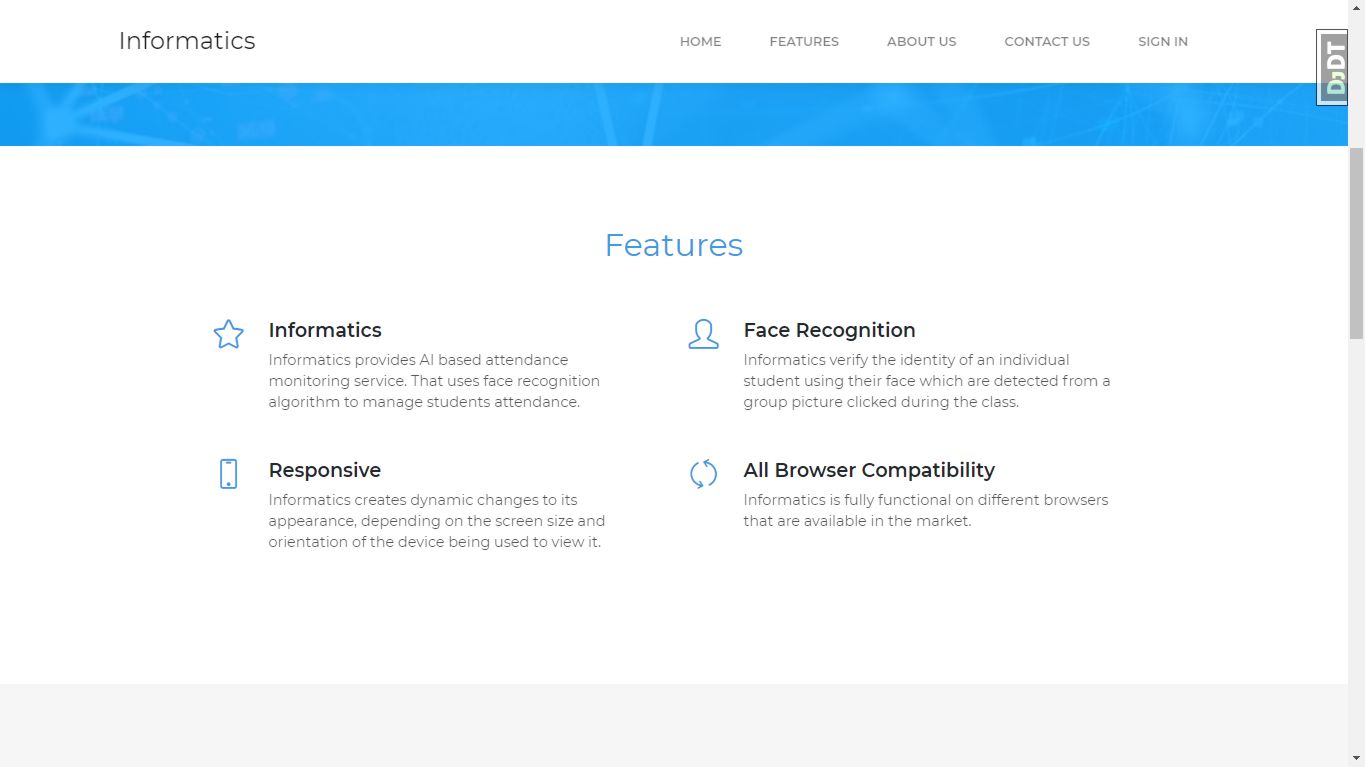 Informatics
HOME
FEATURES
ABOUT US
CONTACT US
SIGN IN
DJDT
Features
Informatics
Informatics provides AI based attendance
monitoring service. That uses face recognition
algorithm to manage students attendance.
Face Recognition
Informatics verify the identity of an individual
student using their face which are detected from a
group picture clicked during the class.
Responsive
Informatics creates dynamic changes to its
appearance, depending on the screen size and
orientation of the device being used to view it.
All Browser Compatibility
Informatics is fully functional on different browsers
that are available in the market.